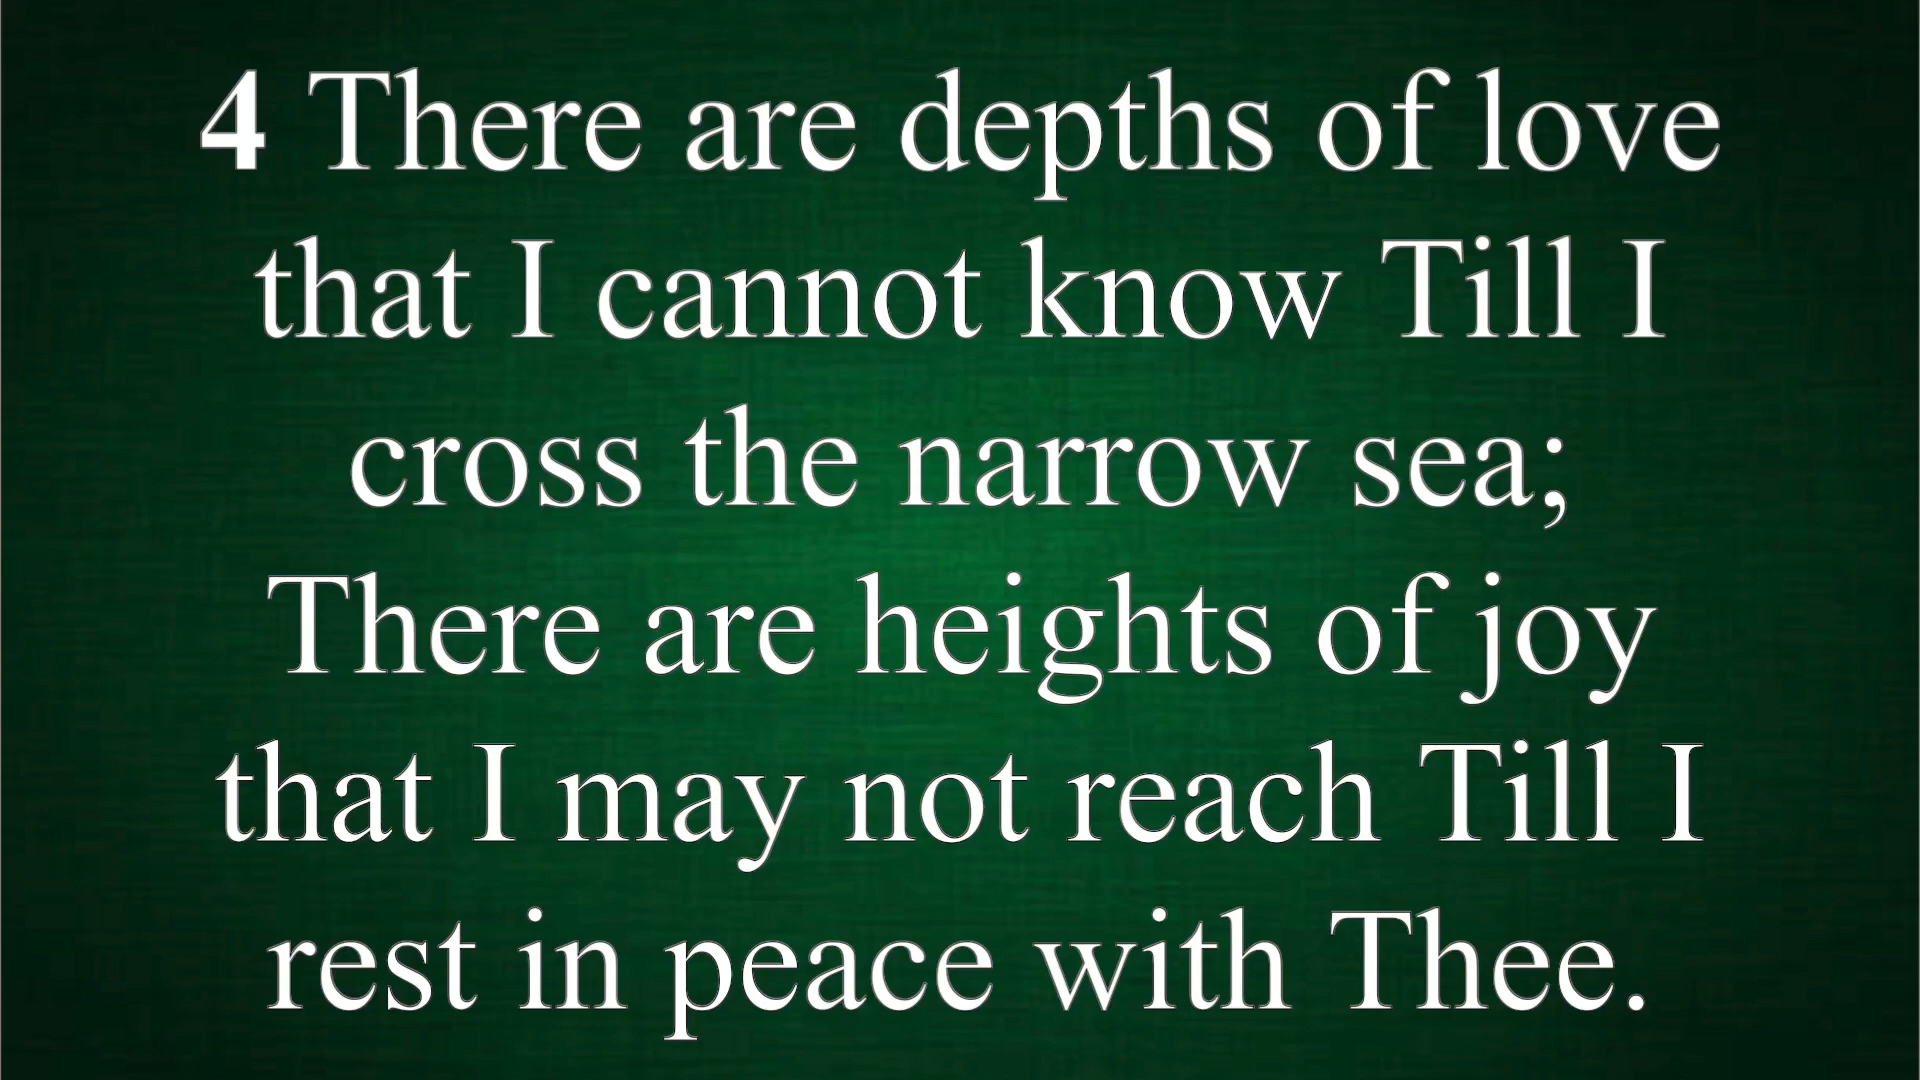 4 There are depths of love
that I cannot know Till I
cross the narrow sea;
There are heights of joy
that I may not reach Till I
rest in peace with Thee.